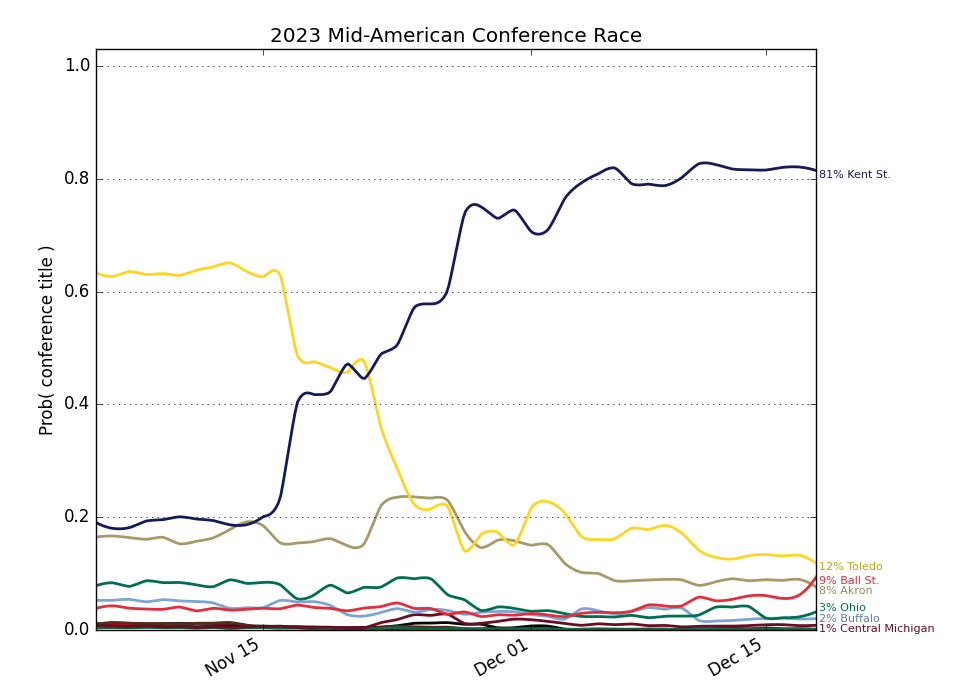 2023 Mid-American Conference Race
Prob( conference title )
1.0
0.8
0.6
0.4
0.2
0.0
Nov 15
Dec 01
Dec 15
81% Kent St.
12% Toledo
9% Ball St.
8% Akron
3% Ohio
2% Buffalo
1% Central Michigan